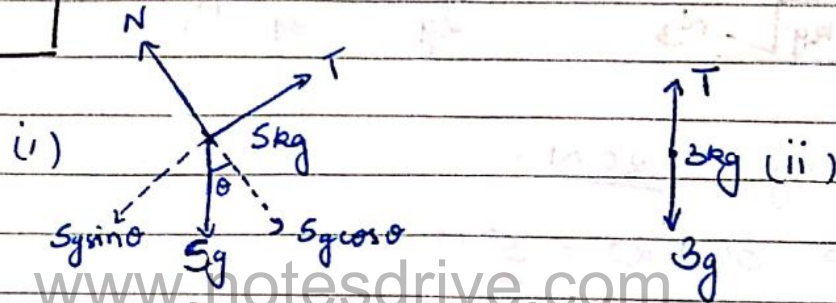 N
T
T
(i)
5kg
3kg (ii)
θ
5gsinθ
5g
5gcosθ
3g
www.notesdrive.com